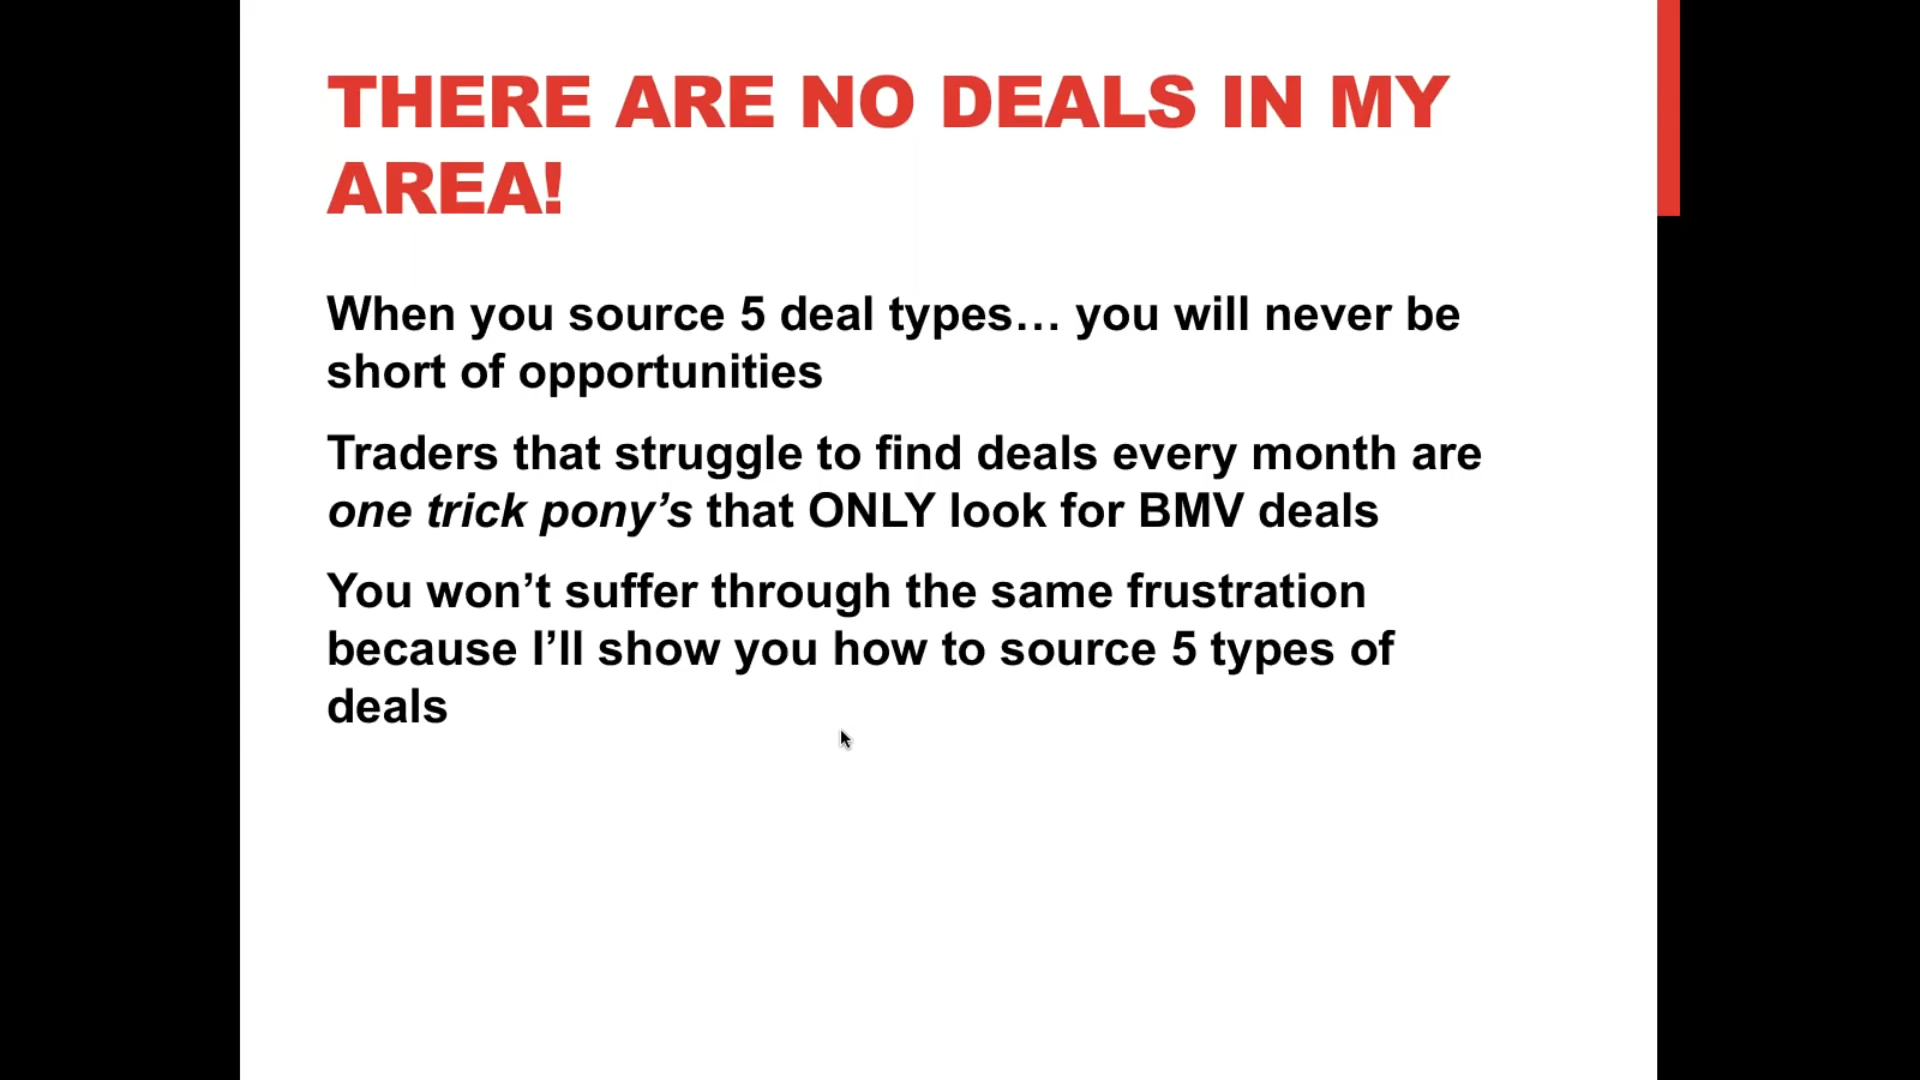 THERE ARE NO DEALS IN MY
AREA!
When you source 5 deal types… you will never be
short of opportunities
Traders that struggle to find deals every month are
one trick pony’s that ONLY look for BMV deals
You won’t suffer through the same frustration
because I’ll show you how to source 5 types of
deals